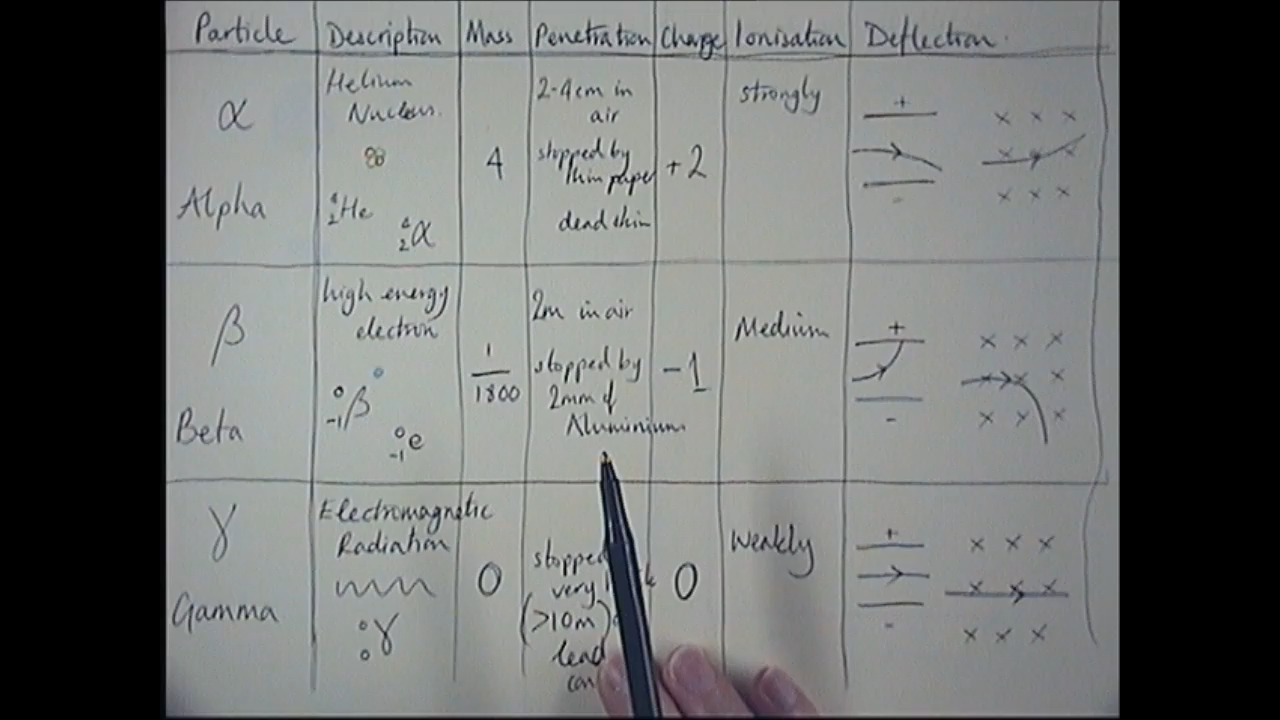 Particle Description Mass Penetration Charge Ionisation Deflection
α
Alpha
Helium
Nucleus.
4
2He
4
2α
4
2-4cm in
air
stopped by
thin paper
dead skin
+2
strongly
+
x x x
x x x
x x x
-
β
Beta
high energy
electron
0
-1β
0
-1e
1
1800
2m in air
stopped by
2mm of
Aluminium
-1
Medium
+
x x x
x x x
x x x
-
γ
Gamma
Electromagnetic
Radiation
0
0γ
0
stopped
very
(>10m)
lead
0
Weakly
+
x x x
x x x
x x x
-